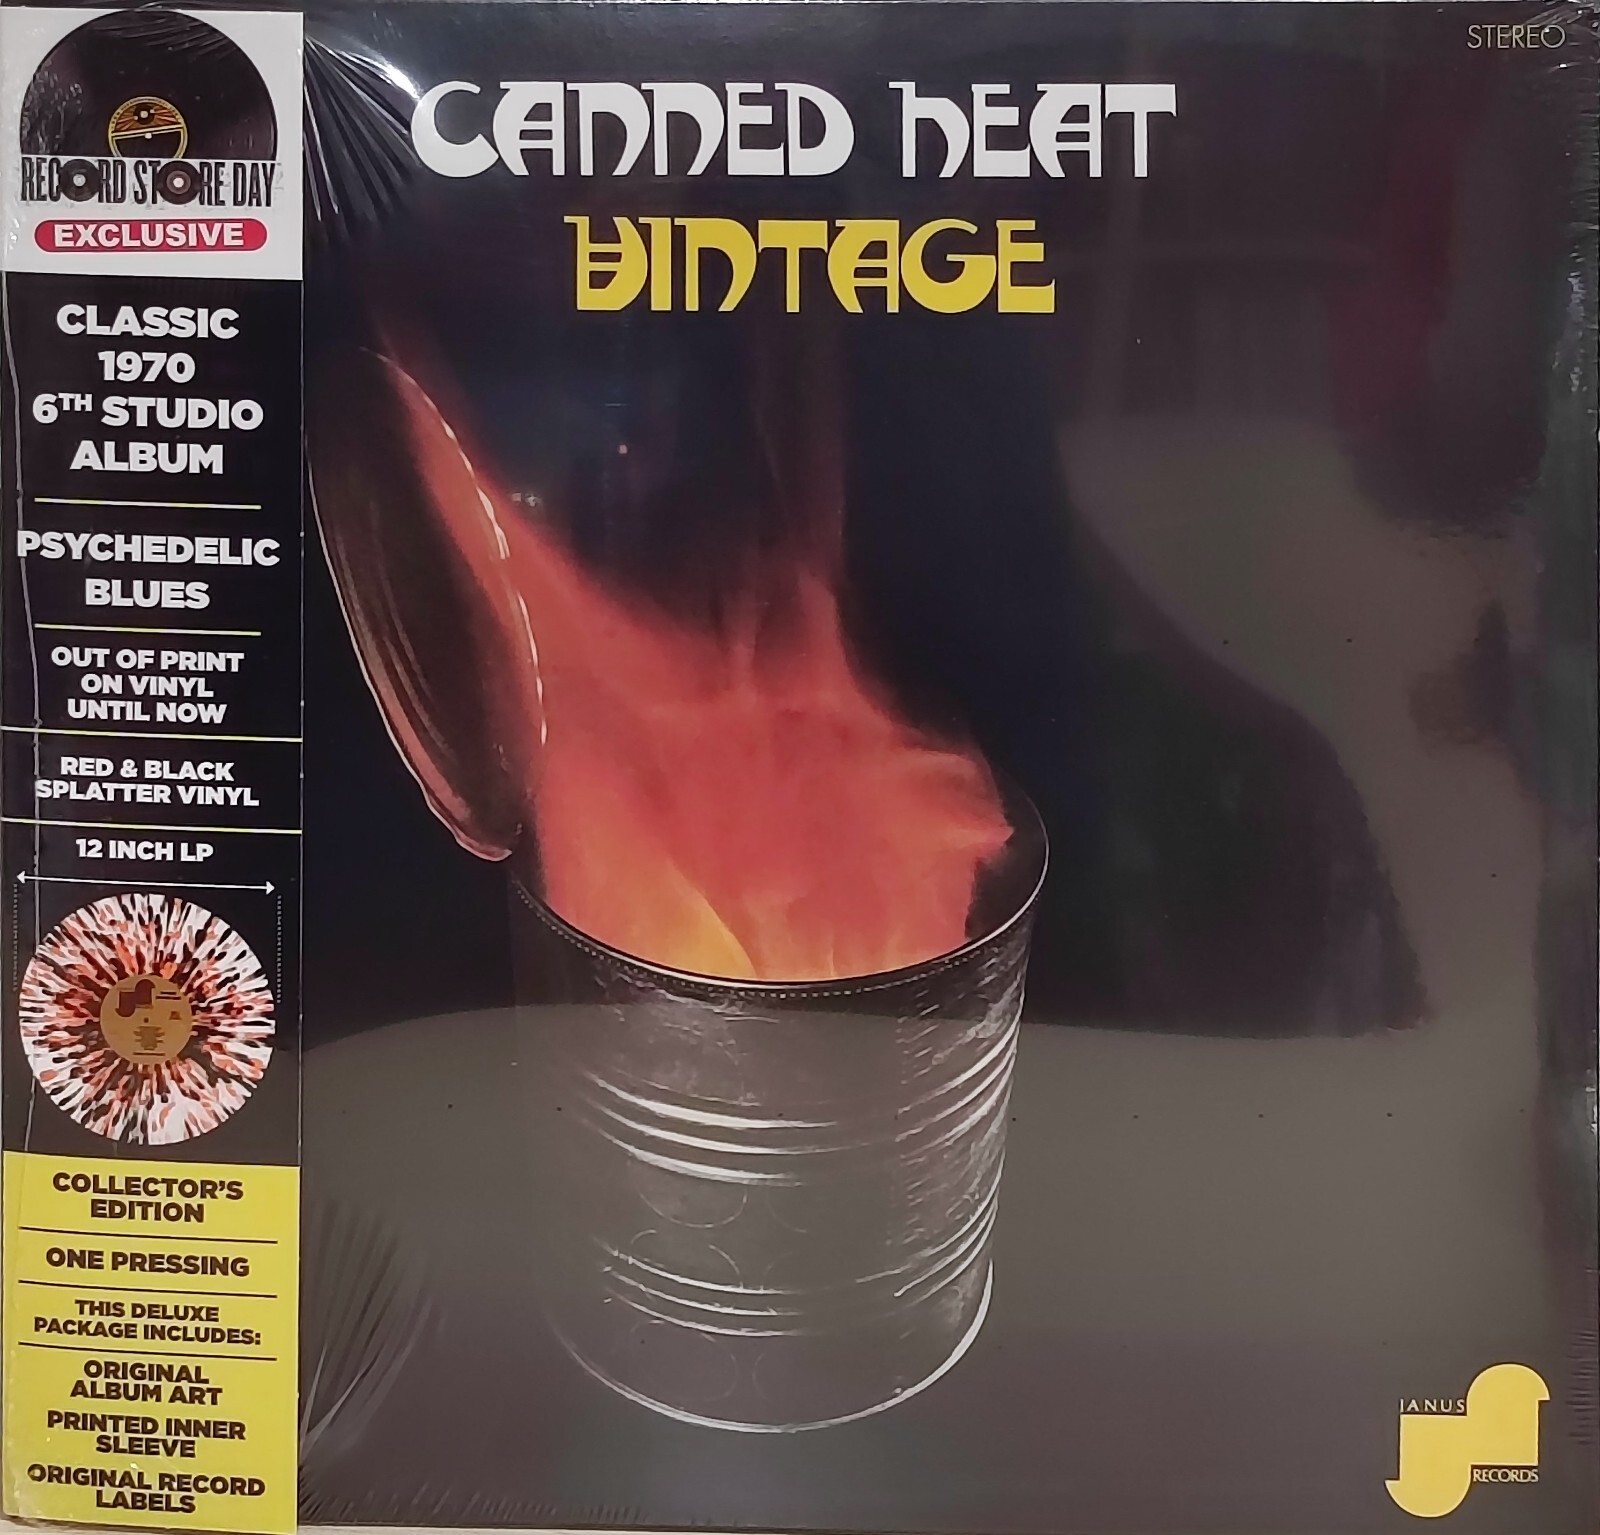 RECORD STORE DAY
EXCLUSIVE
CLASSIC
1970
6TH STUDIO
ALBUM
PSYCHEDELIC
BLUES
OUT OF PRINT
ON VINYL
UNTIL NOW
RED & BLACK
SPLATTER VINYL
12 INCH LP
COLLECTOR'S
EDITION
ONE PRESSING
THIS DELUXE
PACKAGE INCLUDES:
ORIGINAL
ALBUM ART
PRINTED INNER
SLEEVE
ORIGINAL RECORD
LABELS
STEREO
CANNED HEAT
VINTAGE
JANUS
RECORDS